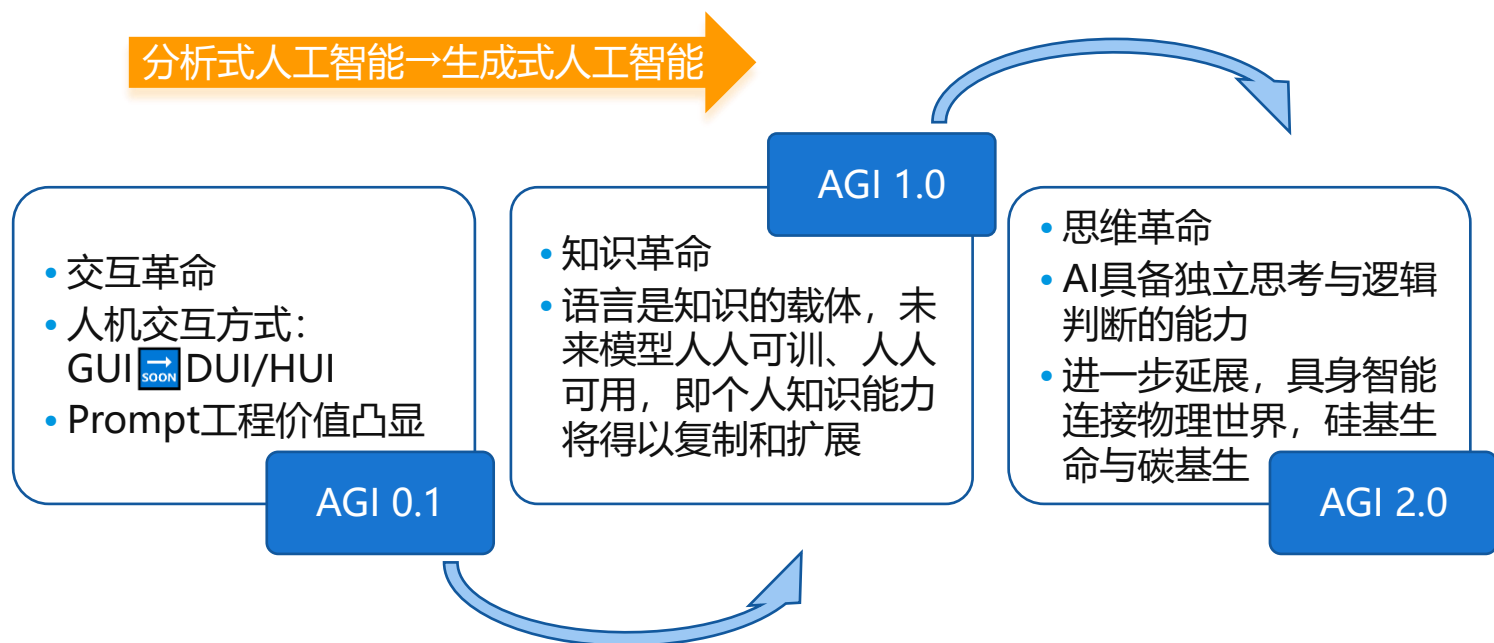 分析式人工智能→生成式人工智能
• 交互革命
• 人机交互方式：
GUI🔜DUI/HUI
• Prompt工程价值凸显
AGI 0.1
AGI 1.0
• 知识革命
• 语言是知识的载体，未
来模型人人可训、人人
可用，即个人知识能力
将得以复制和扩展
• 思维革命
• AI具备独立思考与逻辑
判断的能力
• 进一步延展，具身智能
连接物理世界，硅基生
命与碳基生
AGI 2.0